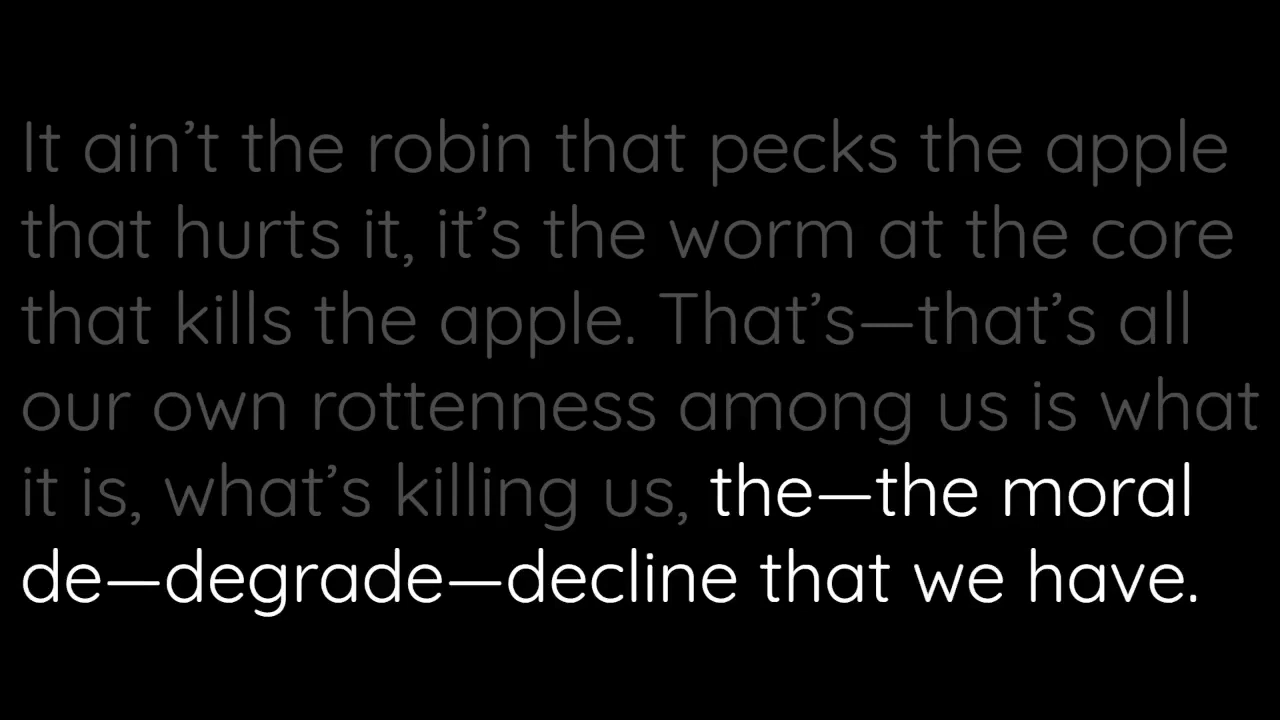 It ain’t the robin that pecks the apple
that hurts it, it’s the worm at the core
that kills the apple. That’s—that’s all
our own rottenness among us is what
it is, what’s killing us, the—the moral
de—degrade—decline that we have.